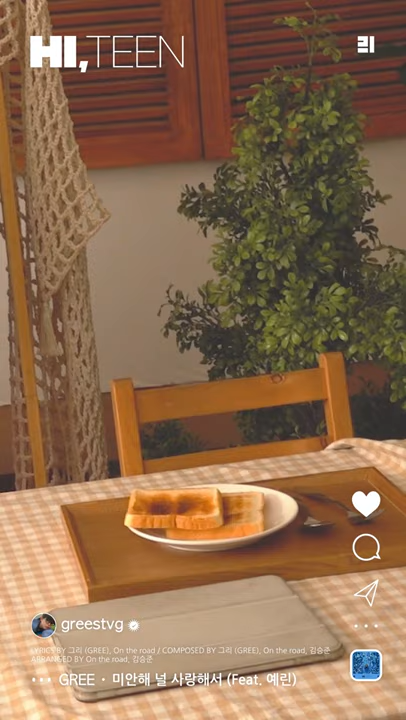 HI,TEEN
리
greestvg
LYRICS BY 그리 (GREE), On the road / COMPOSED BY 그리 (GREE), On the road, 김승준
ARRANGED BY On the road, 김승준
GREE · 미안해 널 사랑해서 (Feat. 예린)